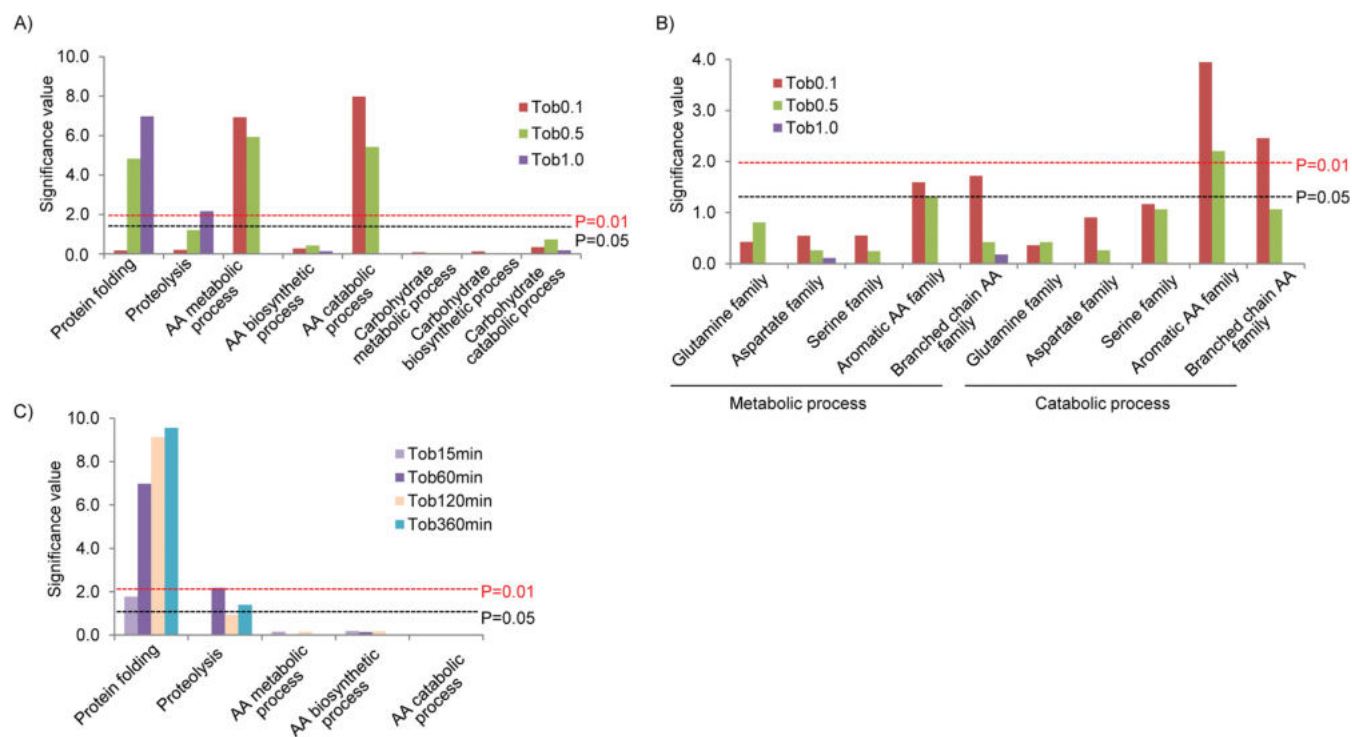 A)
10.0
8.0
6.0
4.0
2.0
0.0
Significance value
Tob0.1
Tob0.5
Tob1.0
P=0.01
P=0.05
Protein folding
Proteolysis
AA metabolic
process
AA biosynthetic
process
AA catabolic
process
Carbohydrate
metabolic process
Carbohydrate
biosynthetic process
Carbohydrate
catabolic process
B)
4.0
3.0
2.0
1.0
0.0
Significance value
Tob0.1
Tob0.5
Tob1.0
P=0.01
P=0.05
Glutamine family
Aspartate family
Serine family
Aromatic AA family
Branched chain AA
family
Glutamine family
Aspartate family
Serine family
Aromatic AA family
Branched chain AA
family
Metabolic process
Catabolic process
C)
10.0
8.0
6.0
4.0
2.0
0.0
Significance value
Tob15min
Tob60min
Tob120min
Tob360min
P=0.01
P=0.05
Protein folding
Proteolysis
AA metabolic
process
AA biosynthetic
process
AA catabolic
process